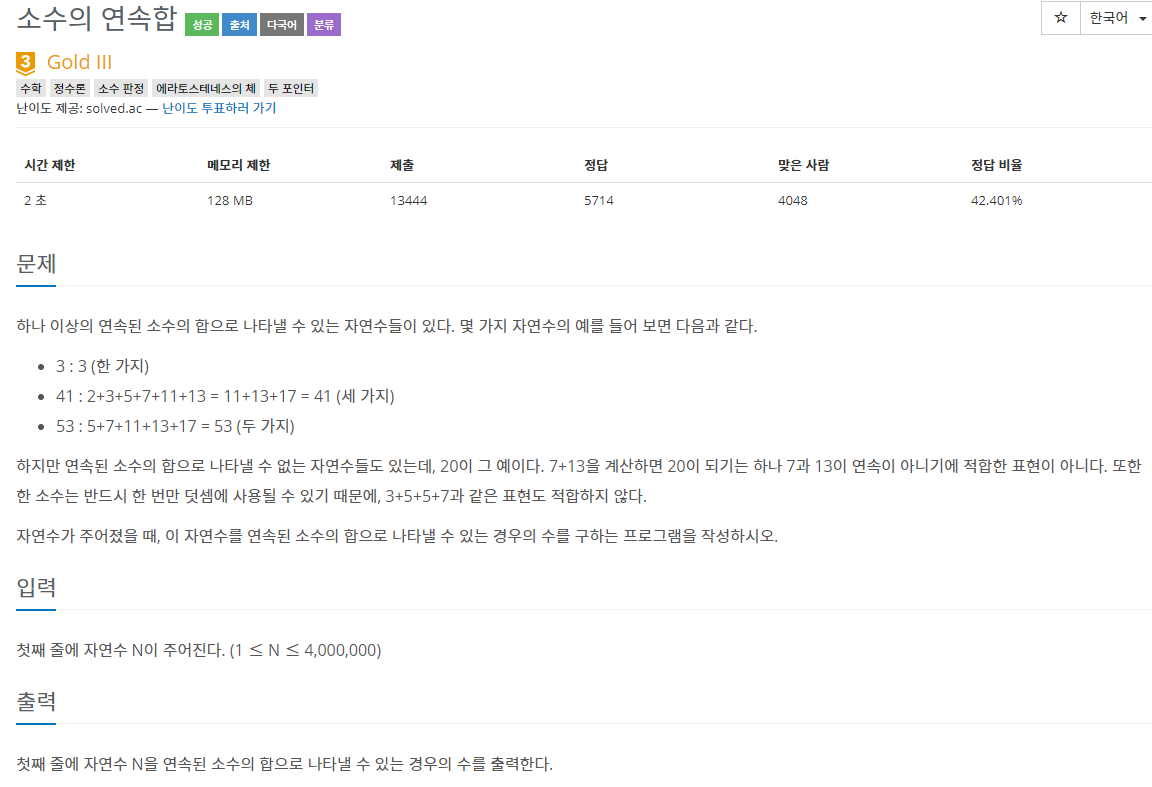 소수의 연속합 성공 출처 다국어 분류
☆ 한국어
3 Gold III
수학 정수론 소수 판정 에라토스테네스의 체 두 포인터
난이도 제공: solved.ac — 난이도 투표하러 가기
시간 제한 메모리 제한 제출 정답 맞은 사람 정답 비율
2 초 128 MB 13444 5714 4048 42.401%
문제
하나 이상의 연속된 소수의 합으로 나타낼 수 있는 자연수들이 있다. 몇 가지 자연수의 예를 들어 보면 다음과 같다.
• 3 : 3 (한 가지)
• 41 : 2+3+5+7+11+13 = 11+13+17 = 41 (세 가지)
• 53 : 5+7+11+13+17 = 53 (두 가지)
하지만 연속된 소수의 합으로 나타낼 수 없는 자연수들도 있는데, 20이 그 예이다. 7+13을 계산하면 20이 되기는 하나 7과 13이 연속이 아니기에 적합한 표현이 아니다. 또한
한 소수는 반드시 한 번만 덧셈에 사용될 수 있기 때문에, 3+5+5+7과 같은 표현도 적합하지 않다.
자연수가 주어졌을 때, 이 자연수를 연속된 소수의 합으로 나타낼 수 있는 경우의 수를 구하는 프로그램을 작성하시오.
입력
첫째 줄에 자연수 N이 주어진다. (1 ≤ N ≤ 4,000,000)
출력
첫째 줄에 자연수 N을 연속된 소수의 합으로 나타낼 수 있는 경우의 수를 출력한다.